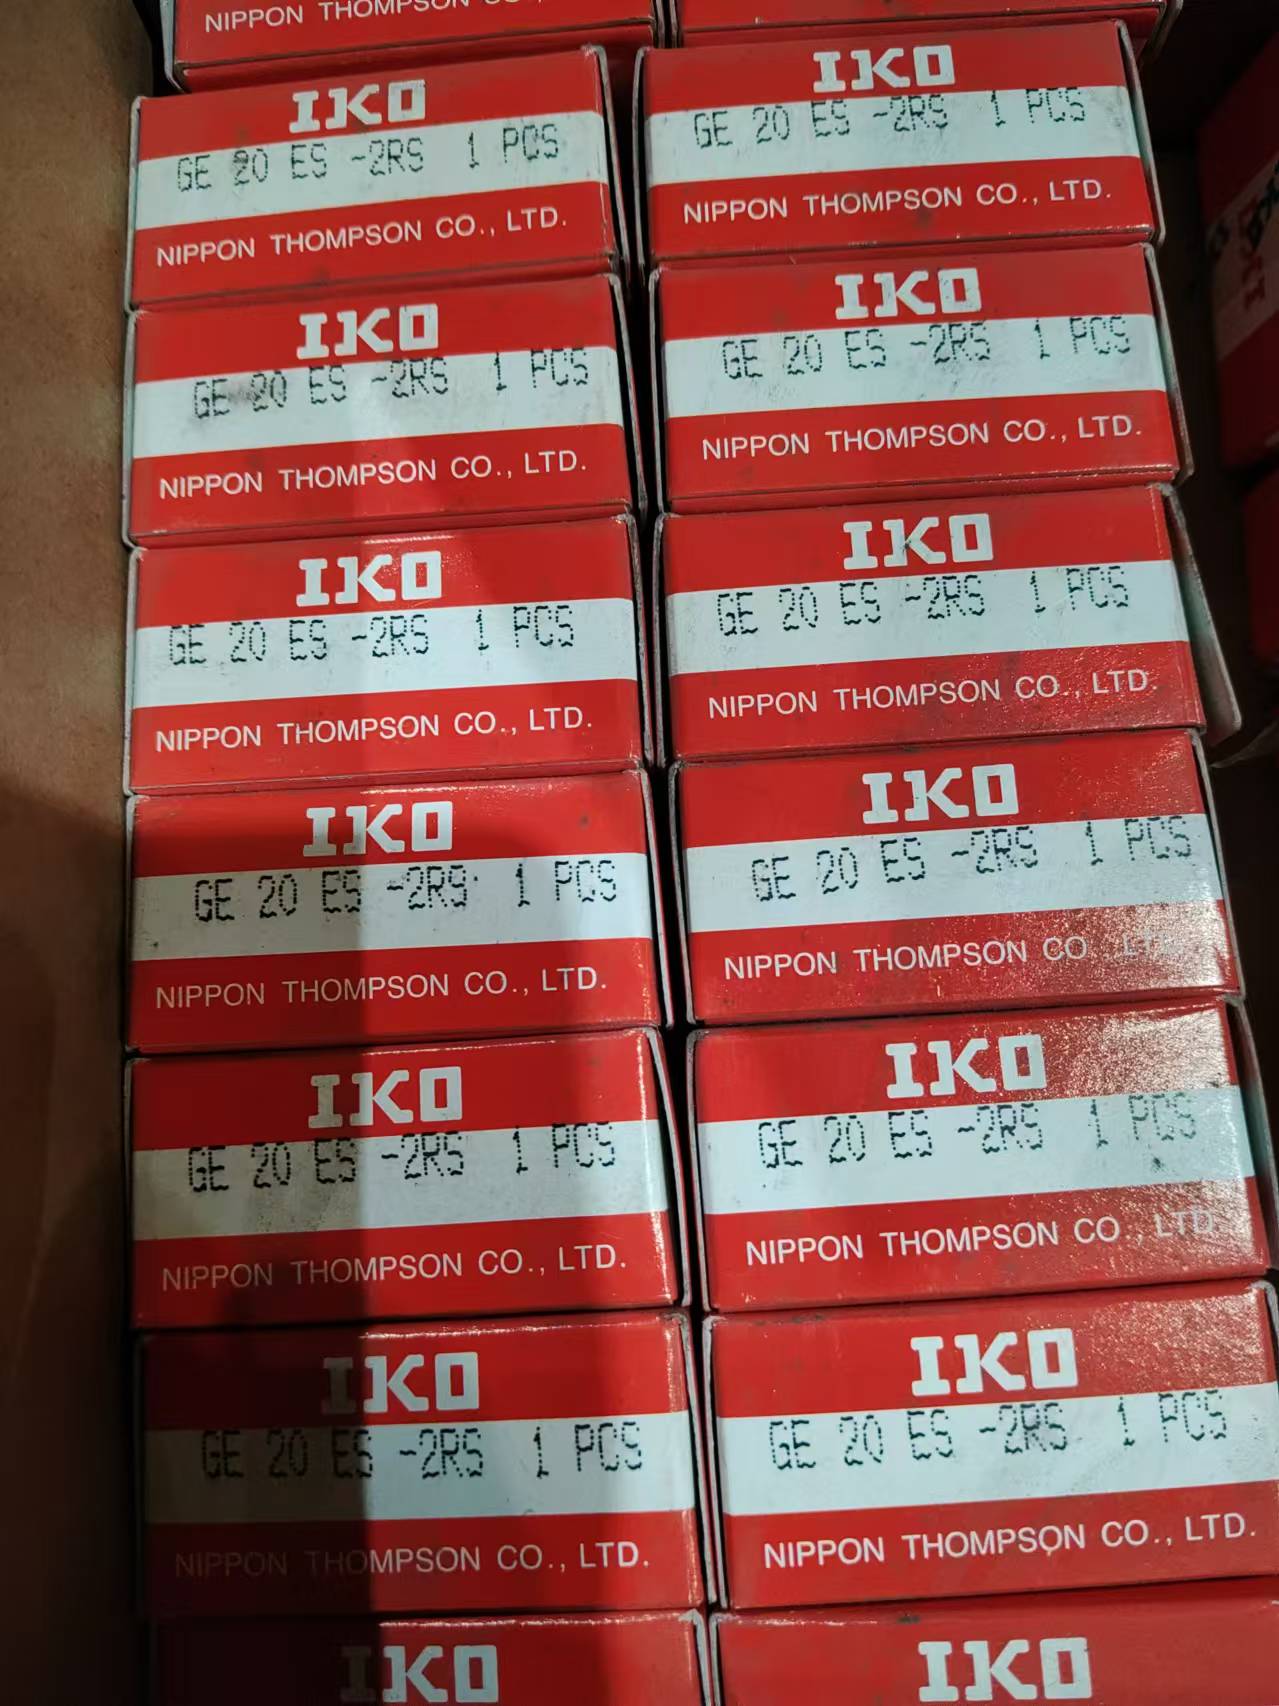 NIPPON THOMPSON CO., LTD.
IKO
GE 20 ES -2RS 1 PCS
NIPPON THOMPSON CO., LTD.
IKO
GE 20 ES -2RS 1 PCS
NIPPON THOMPSON CO., LTD.
IKO
GE 20 ES -2RS 1 PCS
NIPPON THOMPSON CO., LTD.
IKO
GE 20 ES -2RS 1 PCS
NIPPON THOMPSON CO., LTD.
IKO
GE 20 ES -2RS 1 PCS
NIPPON THOMPSON CO., LTD.
IKO
GE 20 ES -2RS 1 PCS
NIPPON THOMPSON CO., LTD.
IKO
GE 20 ES -2RS 1 PCS
NIPPON THOMPSON CO., LTD.
IKO
GE 20 ES -2RS 1 PCS
NIPPON THOMPSON CO LTD.
IKO
GE 20 ES -2RS 1 PCS
NIPPON THOMPSON CO., LTD.
IKO
GE 20 ES -2RS 1 PCS
NIPPON THOMPSON CO , LTD.
IKO
GE 20 ES -2RS 1 PCS
NIPPON THOMPSON CO., LTD.
IKO
GE 20 ES -2RS 1 PCS
NIPPON THOMPSON CO., LTD.
IKO
IKO